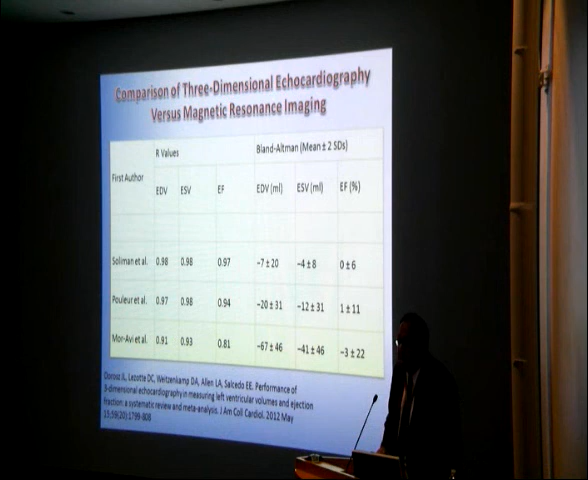 Comparison of Three-Dimensional Echocardiography
Versus Magnetic Resonance Imaging
First Author R Values Bland-Altman (Mean ± 2 SDs)
EDV ESV EF EDV (ml) ESV (ml) EF (%)
Soliman et al. 0.98 0.98 0.97 -7 ± 20 -4 ± 8 0 ± 6
Pouleur et al. 0.97 0.98 0.94 -20 ± 31 -12 ± 31 1 ± 11
Mor-Avi et al. 0.91 0.93 0.81 -67 ± 46 -41 ± 46 -3 ± 22
Dorosz JL, Lezotte DC, Weitzenkamp DA, Allen LA, Salcedo EE. Performance of
3-dimensional echocardiography in measuring left ventricular volumes and ejection
fraction: a systematic review and meta-analysis. J Am Coll Cardiol. 2012 May
15;59(20):1799-808